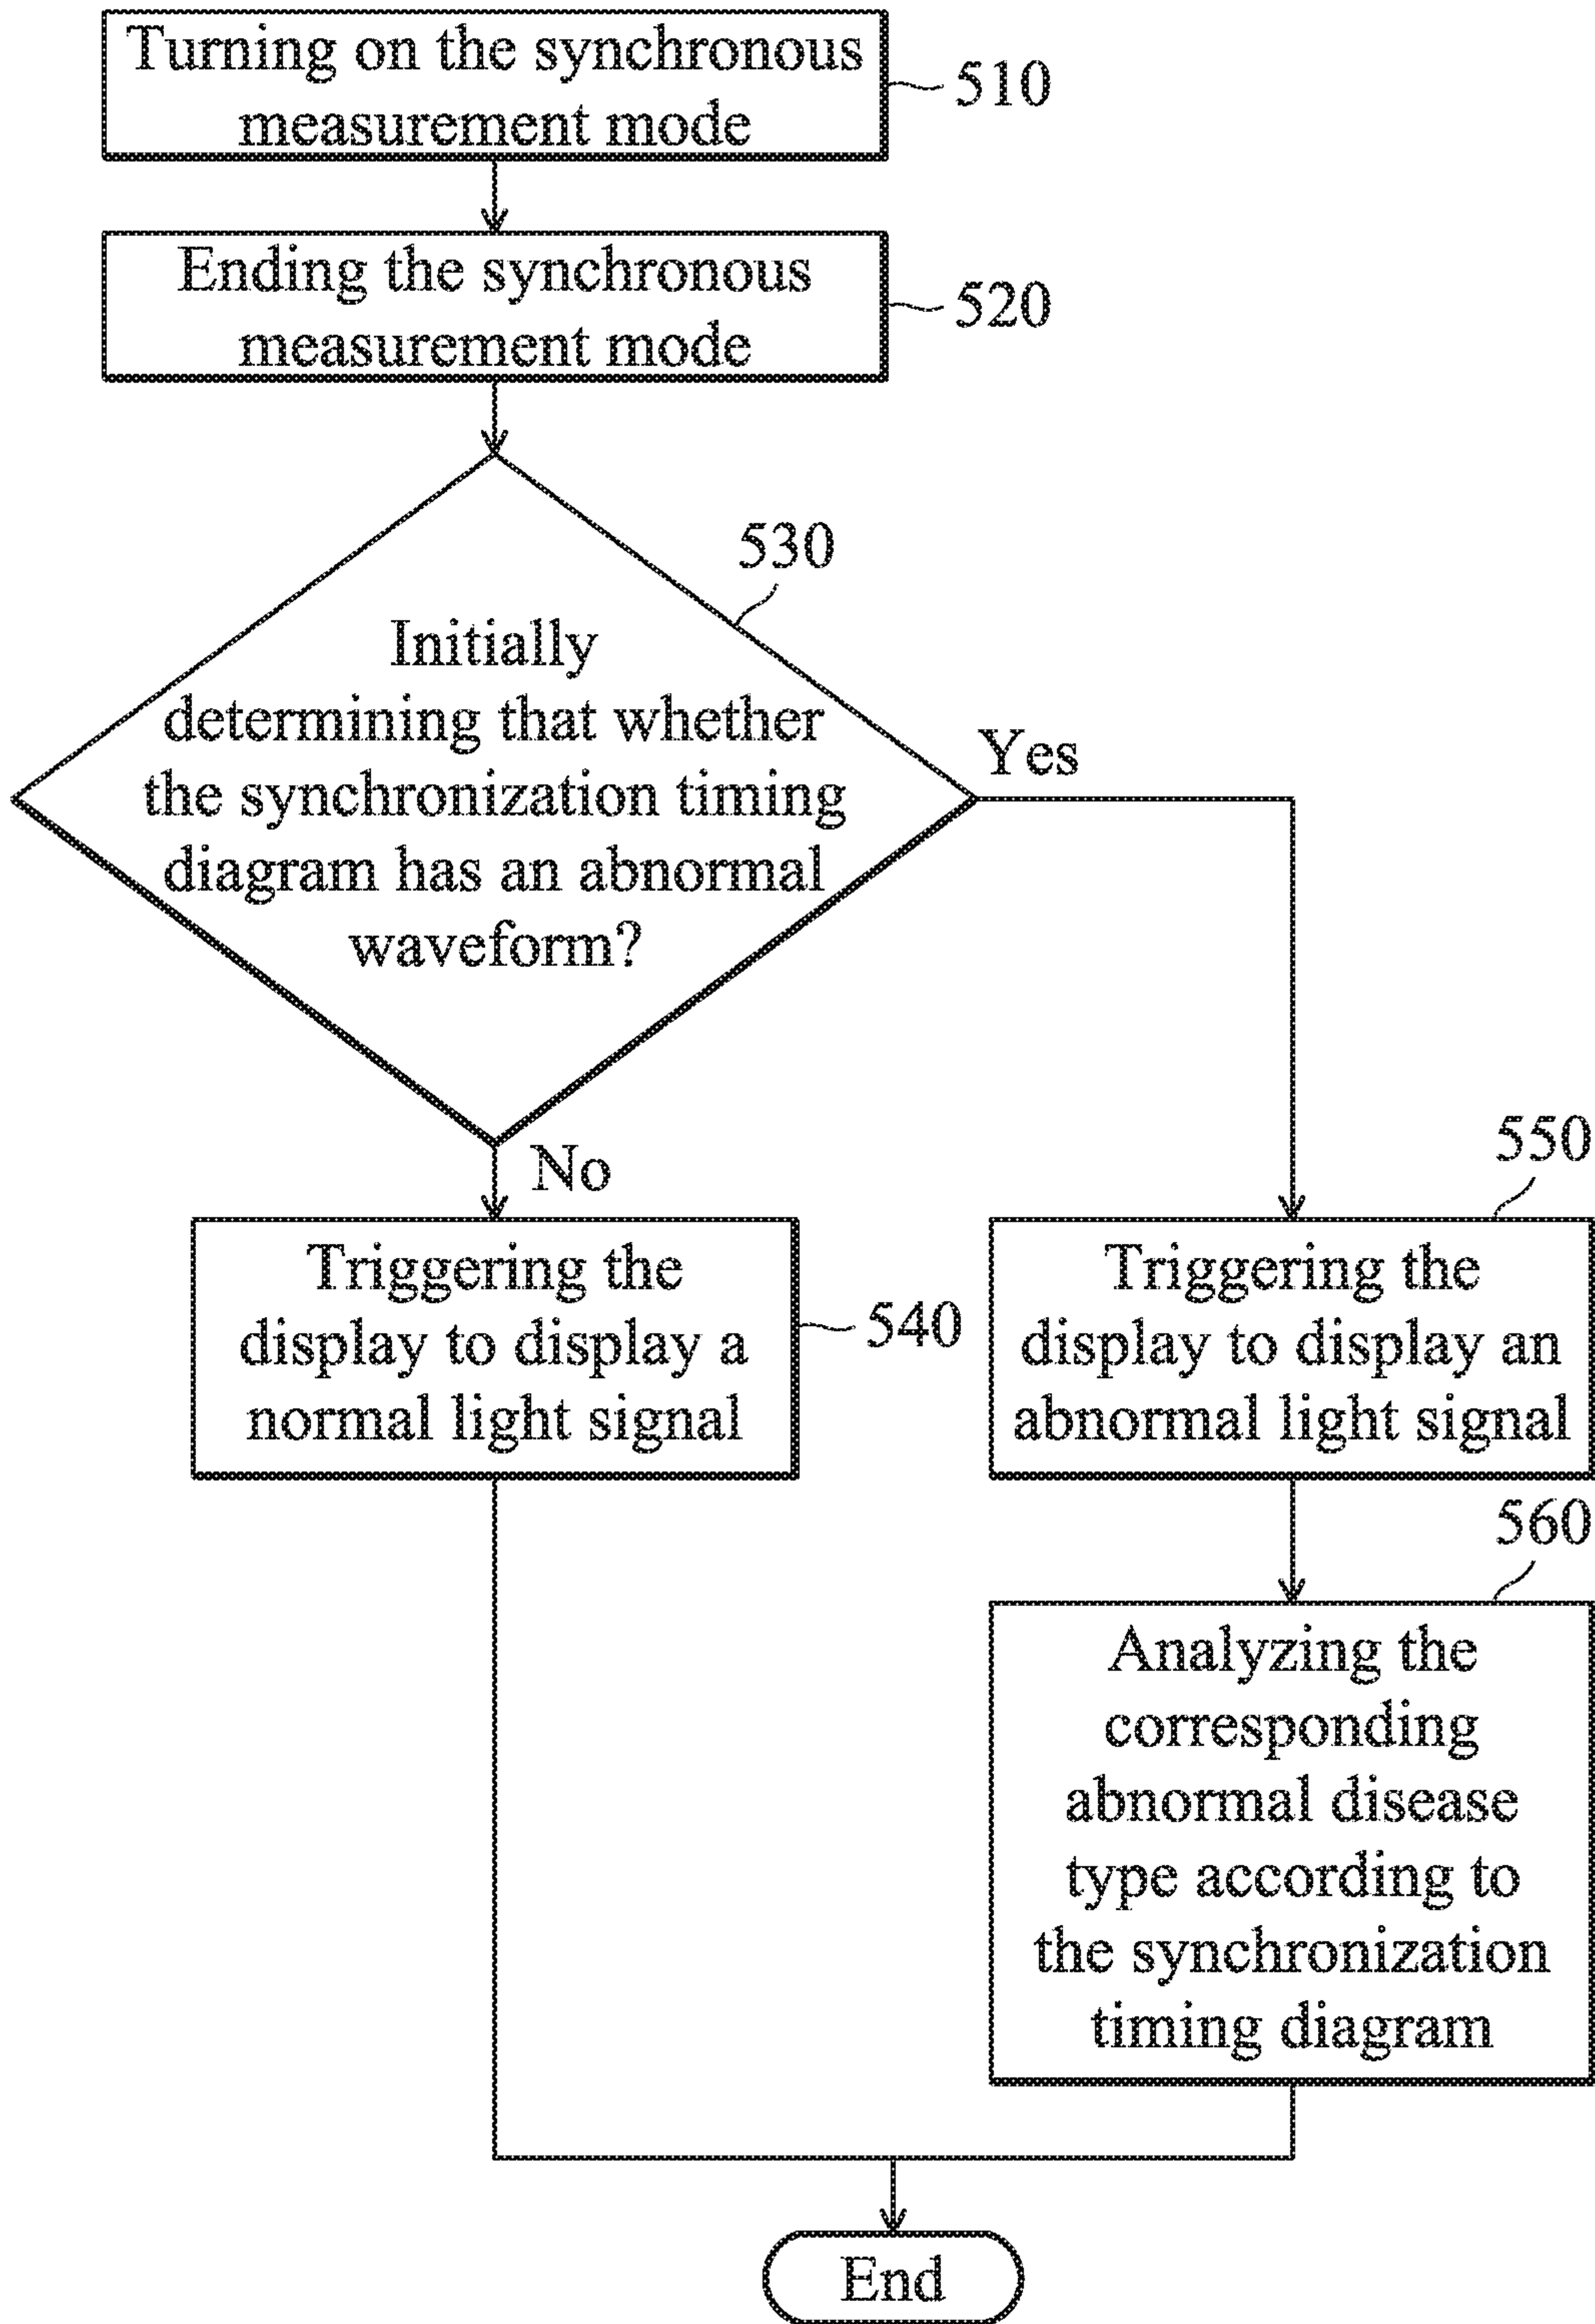 Turning on the synchronous
measurement mode
510
Ending the synchronous
measurement mode
520
530
Initially
determining that whether
the synchronization timing
diagram has an abnormal
waveform?
Yes
No
Triggering the
display to display a
normal light signal
540
550
Triggering the
display to display an
abnormal light signal
560
Analyzing the
corresponding
abnormal disease
type according to
the synchronization
timing diagram
End